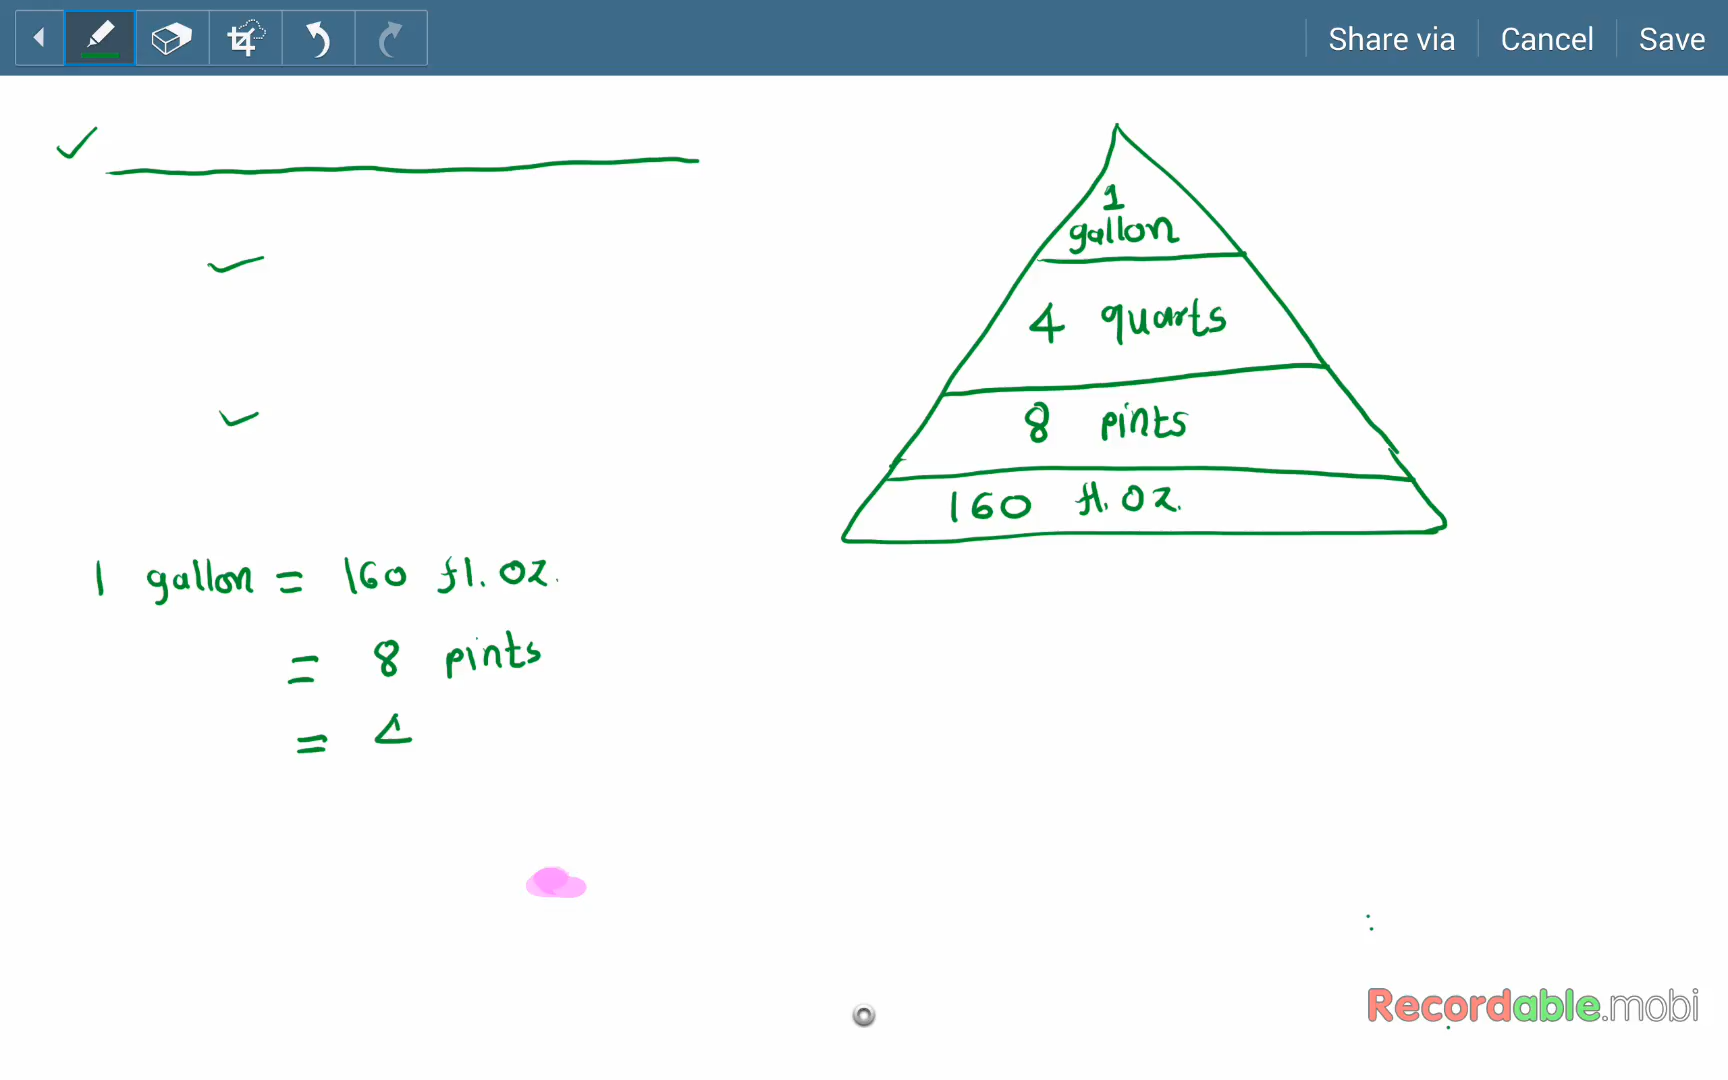 Share via Cancel Save
1
gallon
4 quarts
8 pints
160 fl.oz.
1 gallon = 160 fl.oz.
= 8 pints
= 4
Recordable.mobi